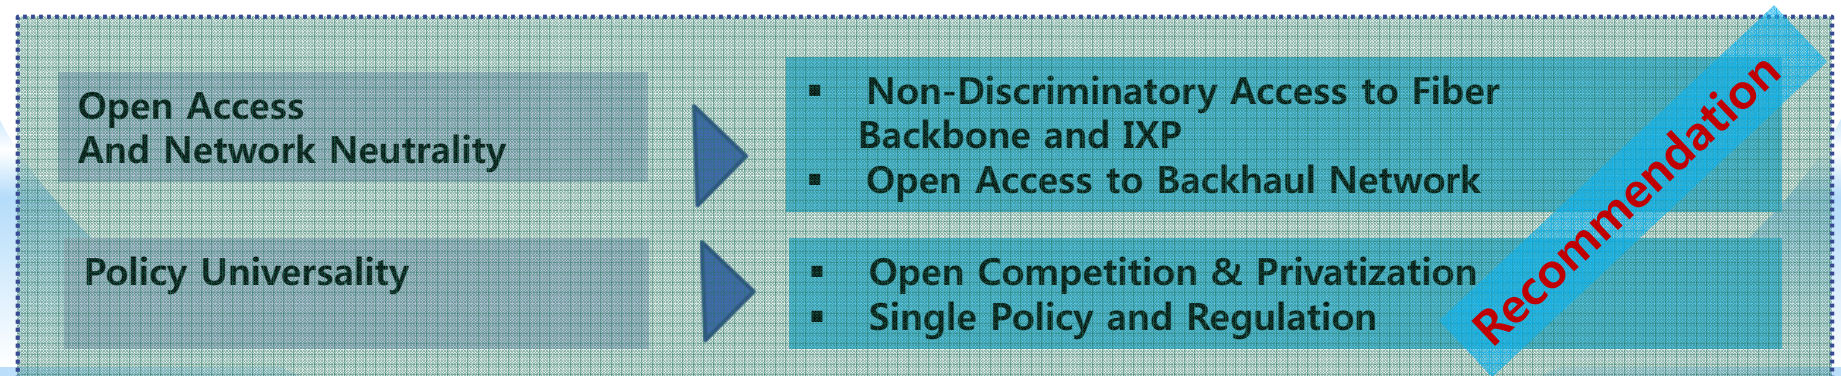 Open Access
And Network Neutrality
▪ Non-Discriminatory Access to Fiber
Backbone and IXP
▪ Open Access to Backhaul Network
Policy Universality
▪ Open Competition & Privatization
▪ Single Policy and Regulation
Recommendation